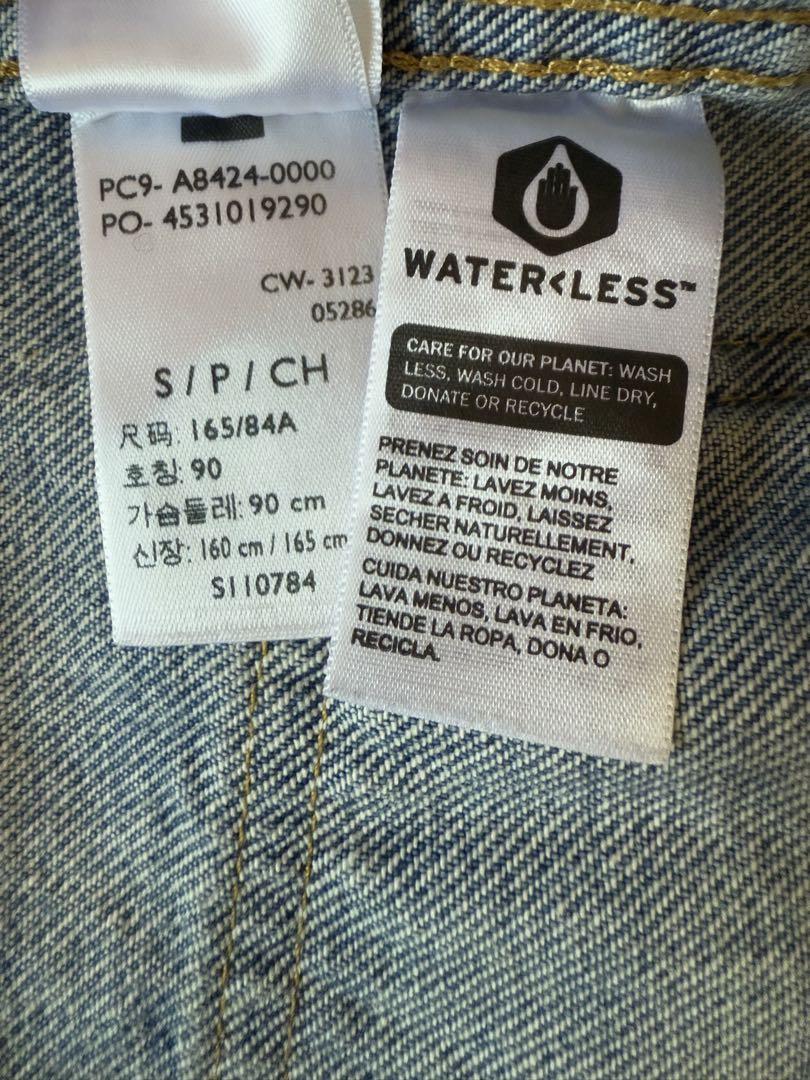 PC9- A8424-0000
PO- 4531019290
CW- 3123
05286
S / P / CH
尺码: 165/84A
호칭: 90
가슴둘레: 90 cm
신장: 160 cm / 165 cm
S110784
WATER<LESS™
CARE FOR OUR PLANET: WASH
LESS, WASH COLD, LINE DRY,
DONATE OR RECYCLE
PRENEZ SOIN DE NOTRE
PLANETE: LAVEZ MOINS,
LAVEZ A FROID, LAISSEZ
SECHER NATURELLEMENT,
DONNEZ OU RECYCLEZ
CUIDA NUESTRO PLANETA:
LAVA MENOS, LAVA EN FRIO,
TIENDE LA ROPA, DONA O
RECICLA.